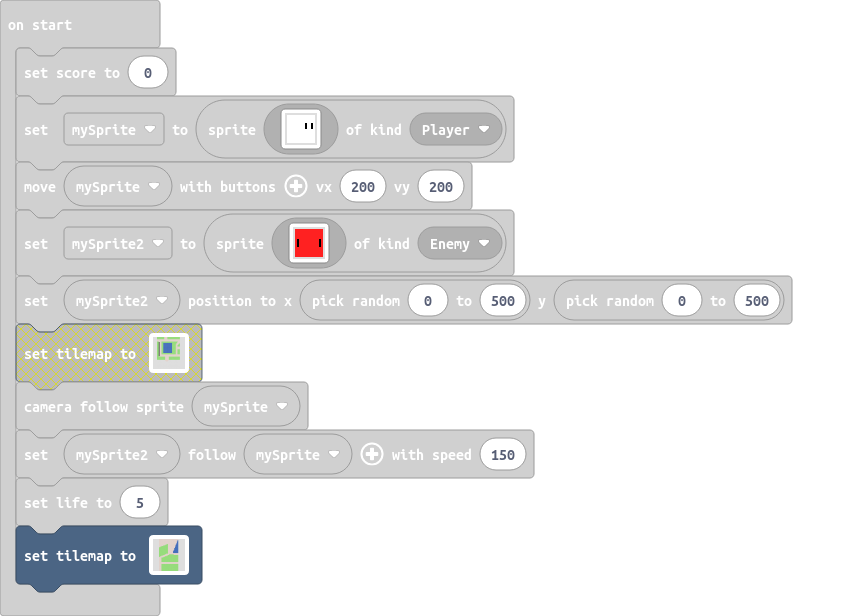 on start
set score to 0
set mySprite to sprite of kind Player
move mySprite with buttons vx 200 vy 200
set mySprite2 to sprite of kind Enemy
set mySprite2 position to x pick random 0 to 500 y pick random 0 to 500
set tilemap to
camera follow sprite mySprite
set mySprite2 follow mySprite with speed 150
set life to 5
set tilemap to